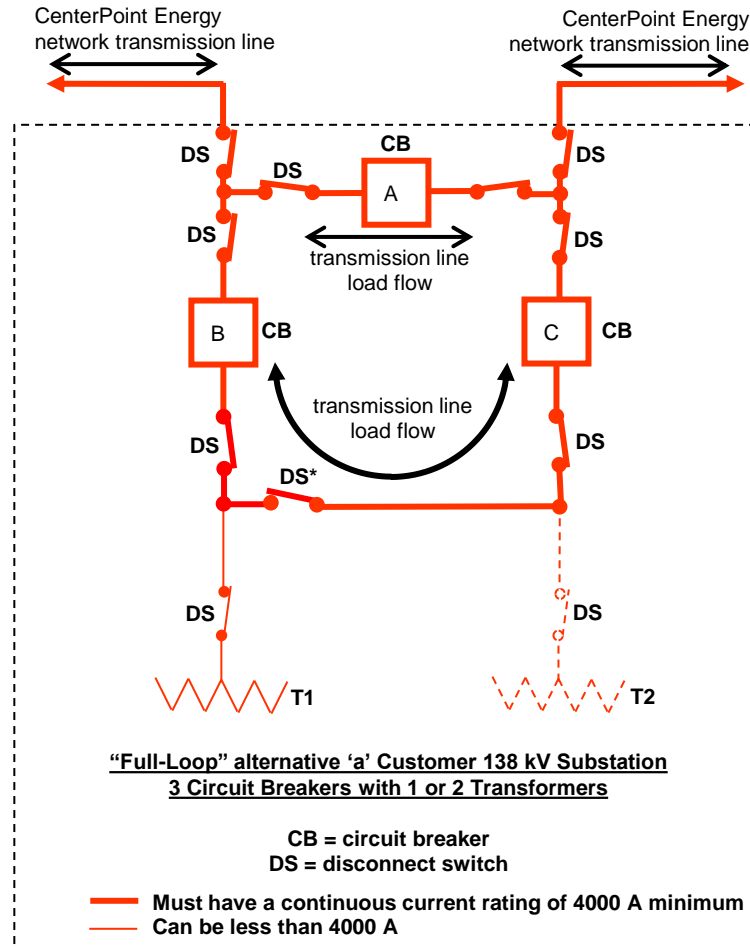 CenterPoint Energy
network transmission line
CenterPoint Energy
network transmission line
CB
DS
DS
DS
A
DS
DS
transmission line
load flow
B
CB
C
CB
transmission line
load flow
DS
DS
DS*
DS
DS
T1
T2
“Full-Loop” alternative ‘a’ Customer 138 kV Substation
3 Circuit Breakers with 1 or 2 Transformers
CB = circuit breaker
DS = disconnect switch
Must have a continuous current rating of 4000 A minimum
Can be less than 4000 A